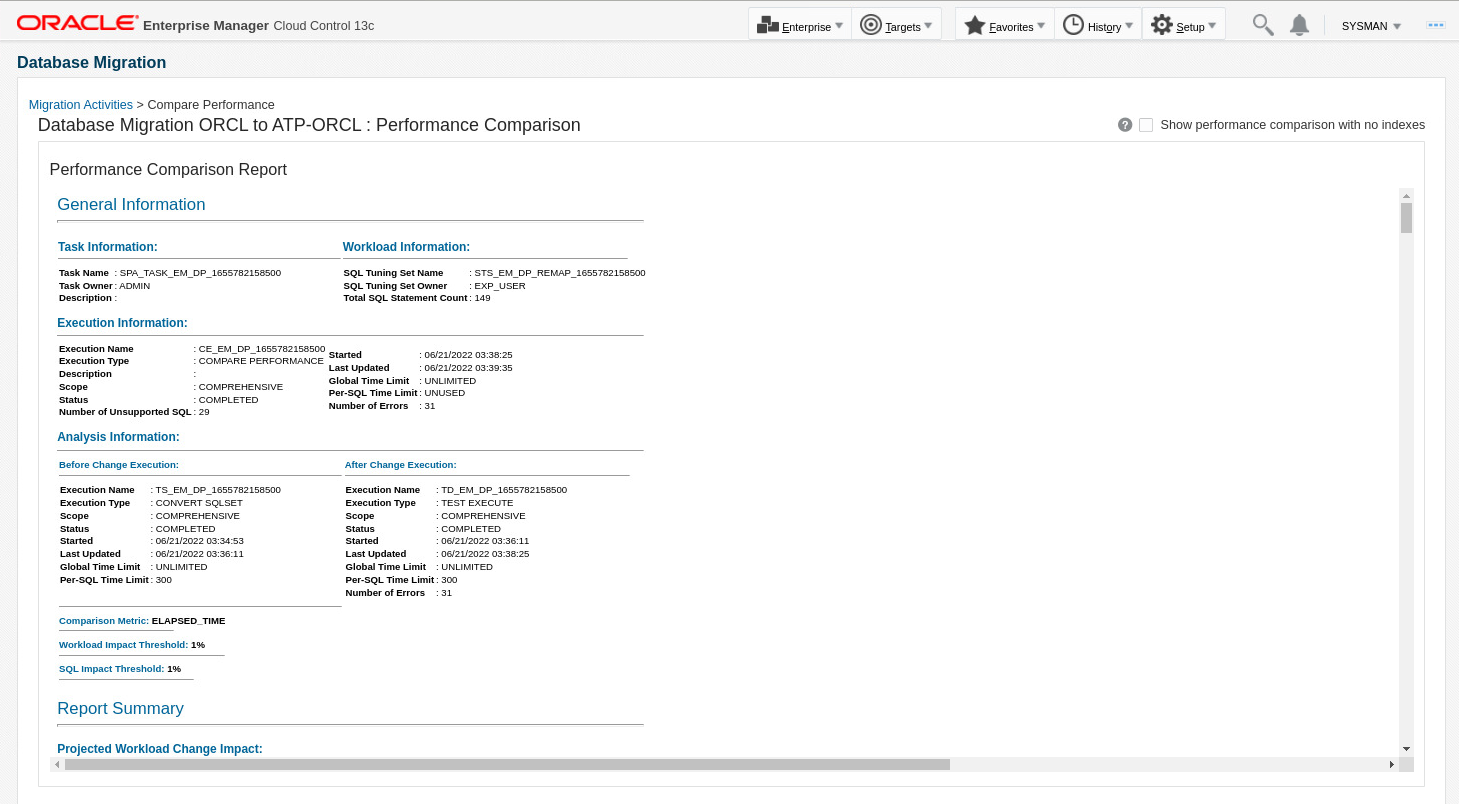 ORACLE® Enterprise Manager Cloud Control 13c
Enterprise Targets Favorites History Setup SYSMAN
Database Migration
Migration Activities > Compare Performance
Database Migration ORCL to ATP-ORCL : Performance Comparison
? Show performance comparison with no indexes
Performance Comparison Report
General Information
Task Information:
Task Name : SPA_TASK_EM_DP_1655782158500
Task Owner : ADMIN
Description :
Workload Information:
SQL Tuning Set Name : STS_EM_DP_REMAP_1655782158500
SQL Tuning Set Owner : EXP_USER
Total SQL Statement Count : 149
Execution Information:
Execution Name : CE_EM_DP_1655782158500
Execution Type : COMPARE PERFORMANCE
Description :
Scope : COMPREHENSIVE
Status : COMPLETED
Number of Unsupported SQL : 29
Started : 06/21/2022 03:38:25
Last Updated : 06/21/2022 03:39:35
Global Time Limit : UNLIMITED
Per-SQL Time Limit : UNUSED
Number of Errors : 31
Analysis Information:
Before Change Execution:
Execution Name : TS_EM_DP_1655782158500
Execution Type : CONVERT SQLSET
Scope : COMPREHENSIVE
Status : COMPLETED
Started : 06/21/2022 03:34:53
Last Updated : 06/21/2022 03:36:11
Global Time Limit : UNLIMITED
Per-SQL Time Limit : 300
After Change Execution:
Execution Name : TD_EM_DP_1655782158500
Execution Type : TEST EXECUTE
Scope : COMPREHENSIVE
Status : COMPLETED
Started : 06/21/2022 03:36:11
Last Updated : 06/21/2022 03:38:25
Global Time Limit : UNLIMITED
Per-SQL Time Limit : 300
Number of Errors : 31
Comparison Metric: ELAPSED_TIME
Workload Impact Threshold: 1%
SQL Impact Threshold: 1%
Report Summary
Projected Workload Change Impact: